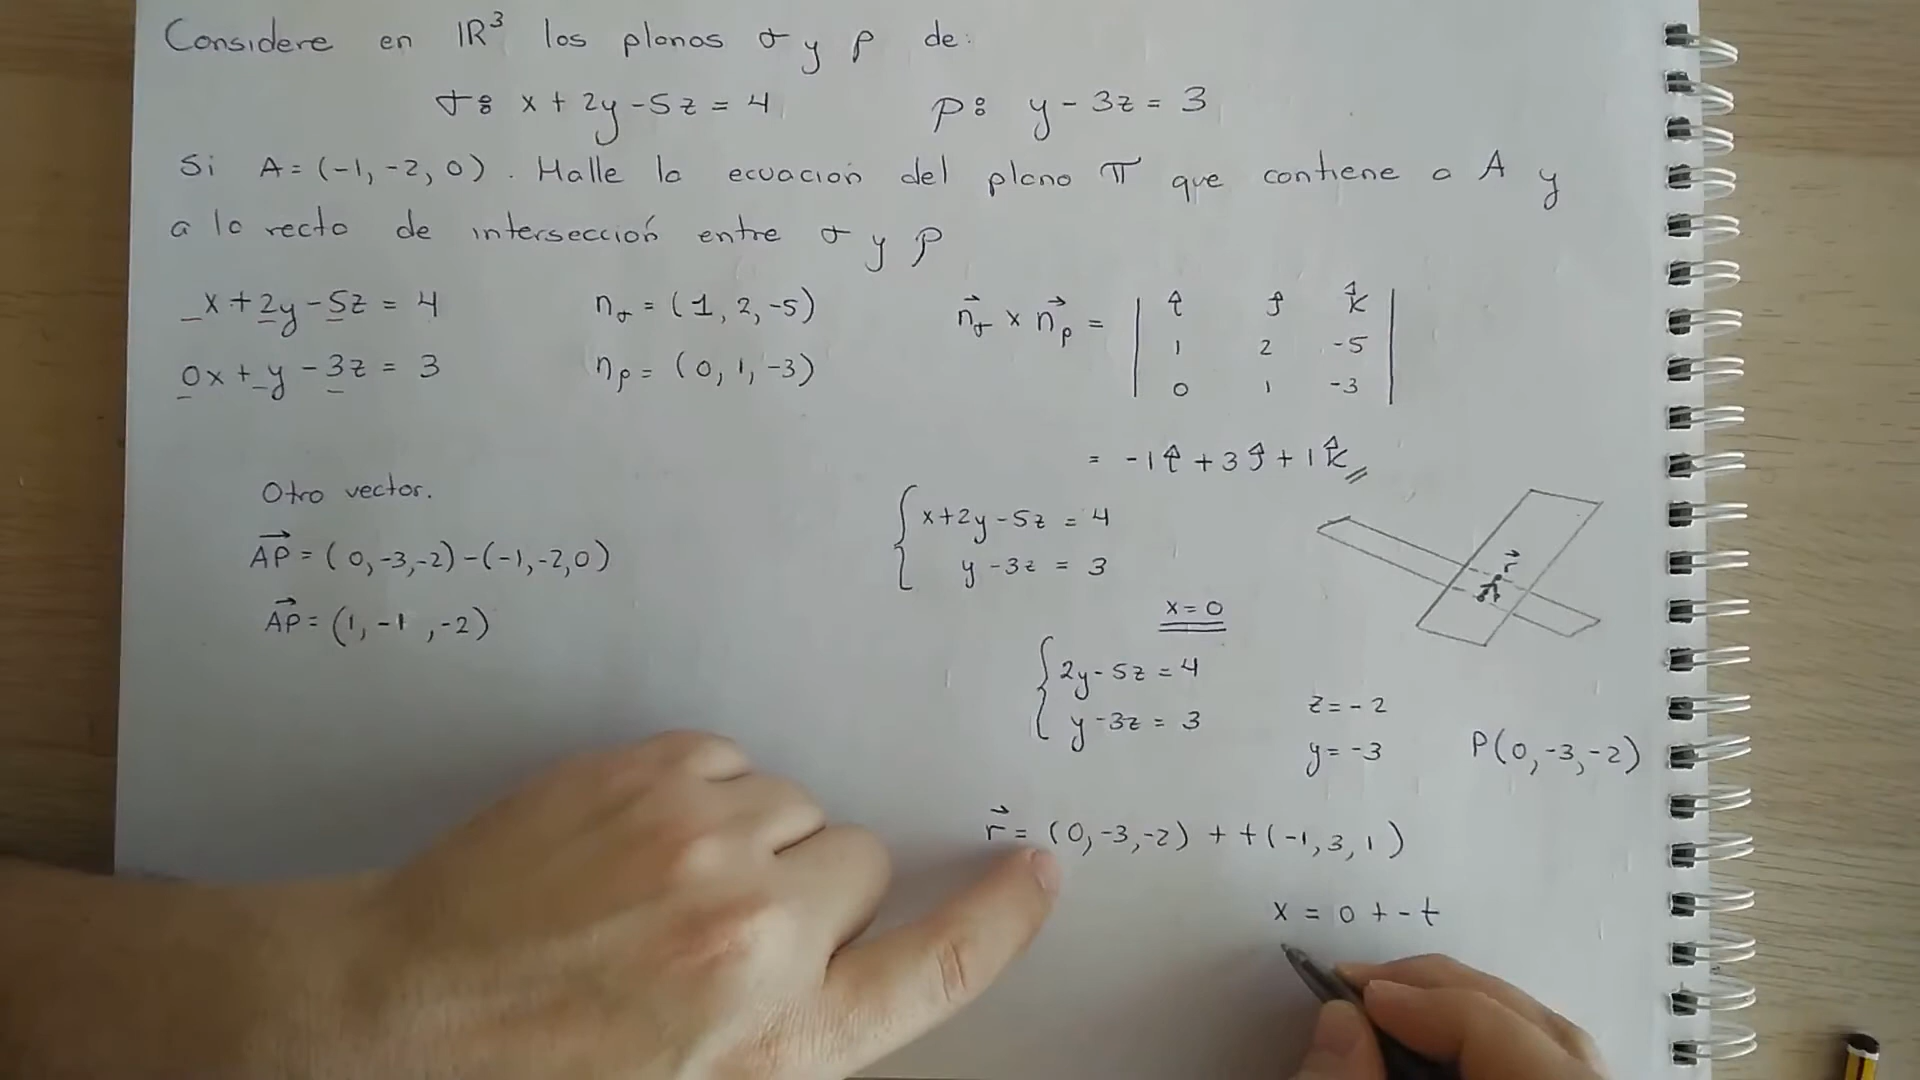 Considere en IR³ los planos σ y ρ de:
σ: x + 2y - 5z = 4 ρ: y - 3z = 3
Si A = (-1, -2, 0). Halle la ecuación del plano π que contiene a A y
a la recta de intersección entre σ y ρ
x + 2y - 5z = 4
0x + y - 3z = 3
n_σ = (1, 2, -5)
n_ρ = (0, 1, -3)
n⃗_σ × n⃗_ρ = | î ĵ k̂ |
| 1 2 -5 |
| 0 1 -3 |
= -1î + 3ĵ + 1k̂
Otro vector.
AP⃗ = (0, -3, -2) - (-1, -2, 0)
AP⃗ = (1, -1, -2)
{ x + 2y - 5z = 4
y - 3z = 3
x = 0
{ 2y - 5z = 4
y - 3z = 3
z = -2
y = -3
P(0, -3, -2)
r⃗
r⃗ = (0, -3, -2) + t(-1, 3, 1)
x = 0 + -t